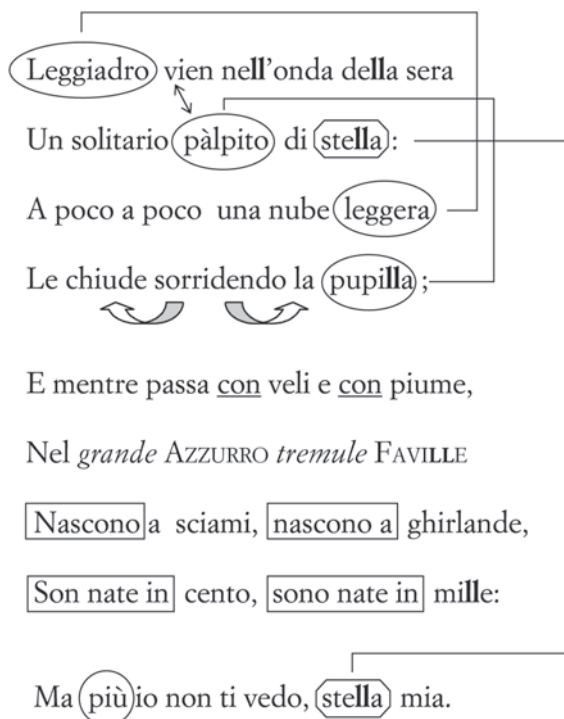 Leggiadro vien nell'onda della sera
Un solitario pàlpito di stella:
A poco a poco una nube leggera
Le chiude sorridendo la pupilla;
E mentre passa con veli e con piume,
Nel grande AZZURRO tremule FAVILLE
Nascono a sciami, nascono a ghirlande,
Son nate in cento, sono nate in mille:
Ma più io non ti vedo, stella mia.